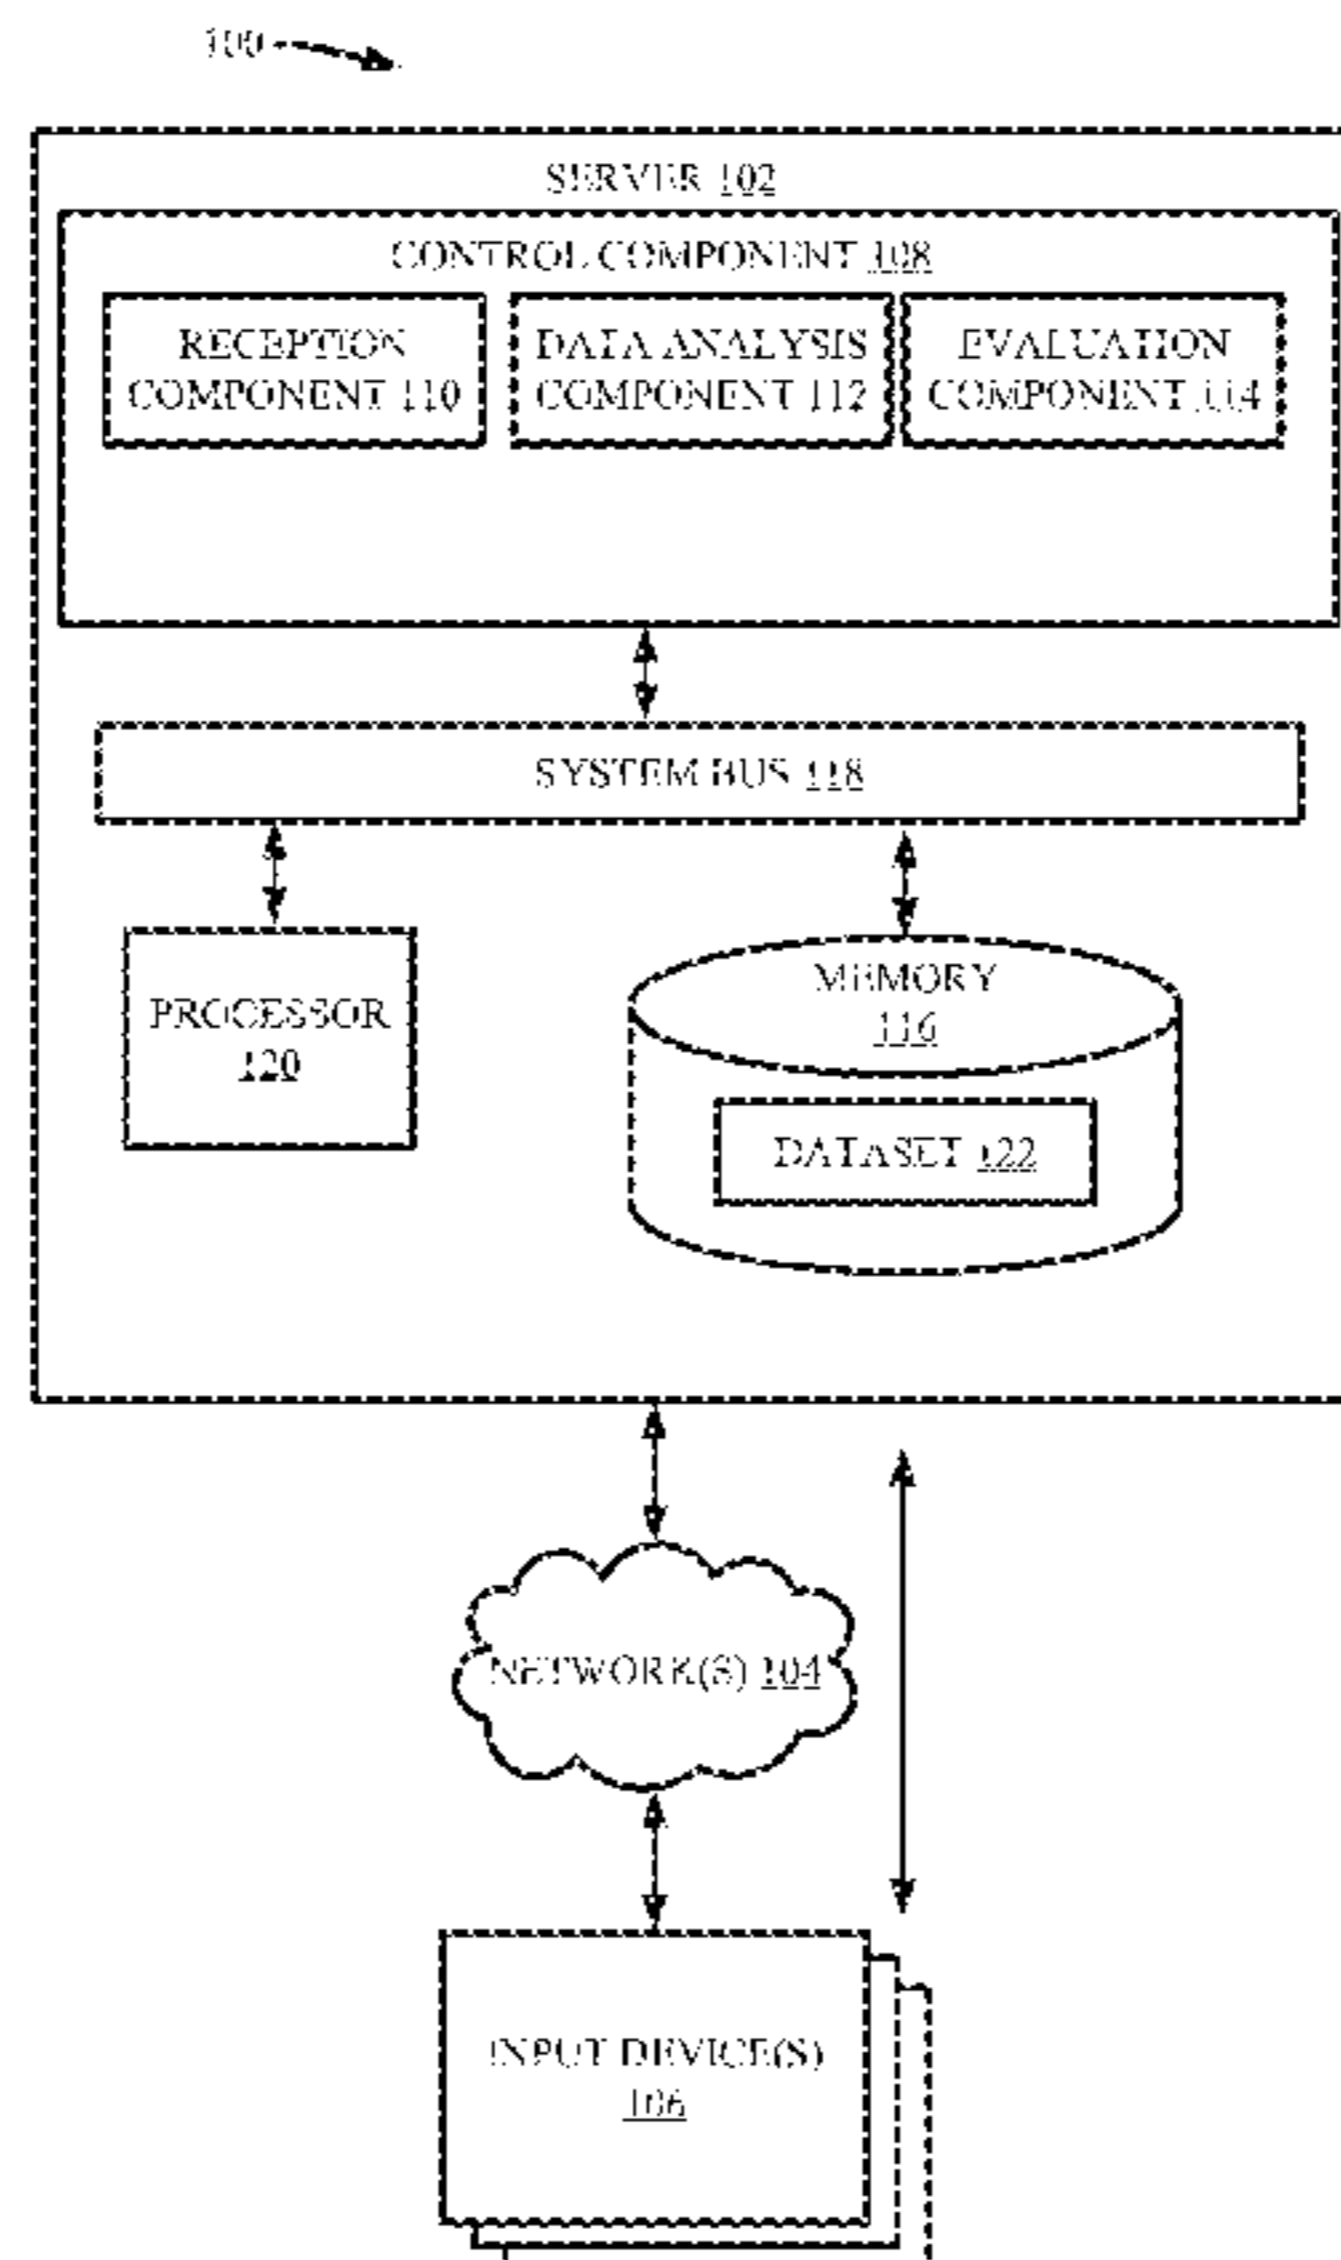 100
SERVER 102
CONTROL COMPONENT 108
RECEPTION
COMPONENT 110
DATA ANALYSIS
COMPONENT 112
EVALUATION
COMPONENT 114
SYSTEM BUS 118
PROCESSOR
120
MEMORY
116
DATASET 122
NETWORK(S) 104
INPUT DEVICE(S)
106